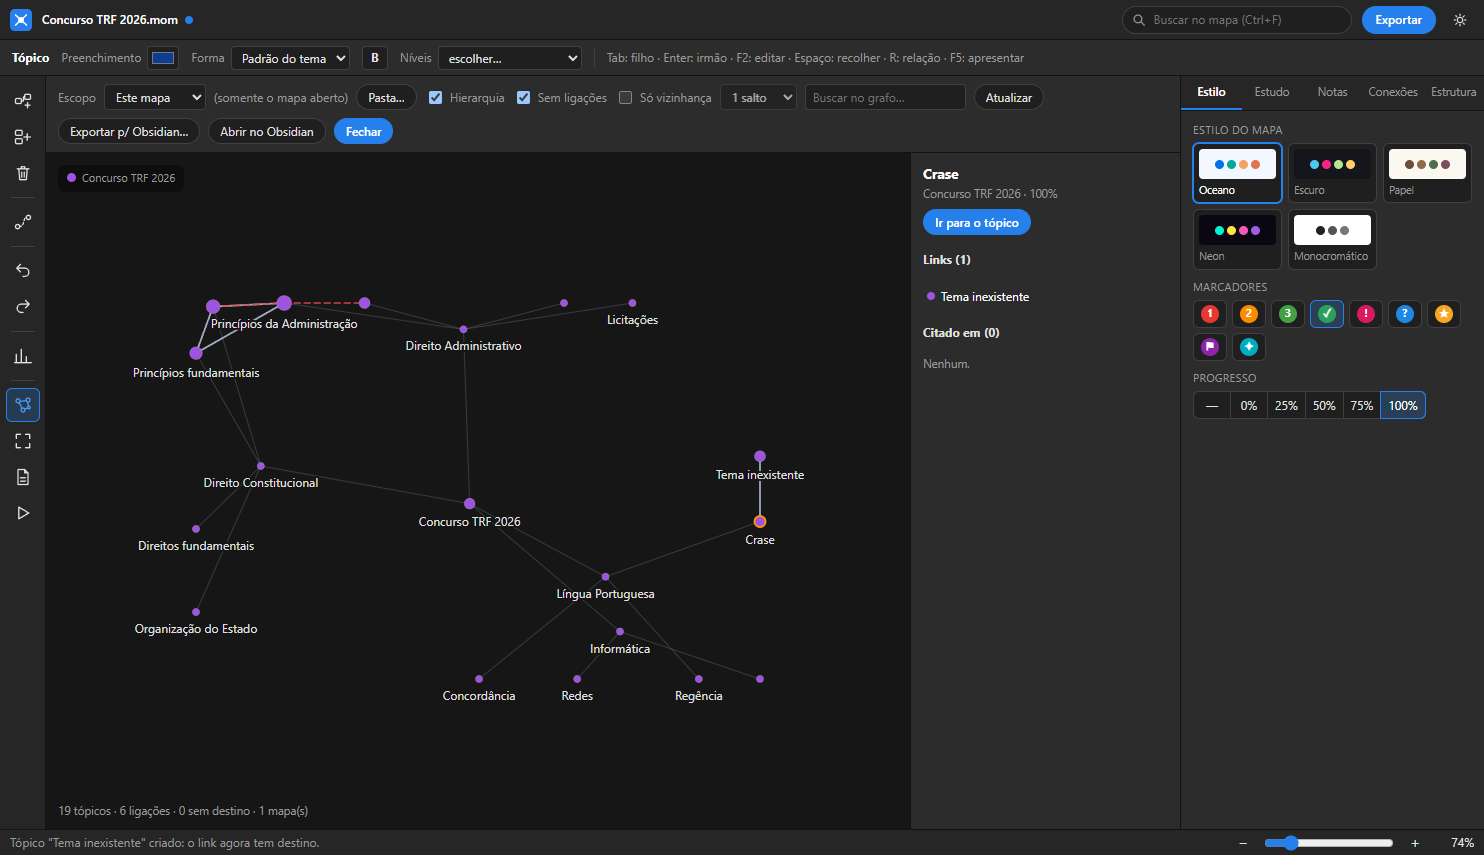 Concurso TRF 2026.mom
Buscar no mapa (Ctrl+F)
Exportar
Tópico Preenchimento Forma Padrão do tema B Níveis escolher... Tab: filho · Enter: irmão · F2: editar · Espaço: recolher · R: relação · F5: apresentar
Escopo Este mapa (somente o mapa aberto) Pasta... Hierarquia Sem ligações Só vizinhança 1 salto Buscar no grafo... Atualizar
Exportar p/ Obsidian... Abrir no Obsidian Fechar
Concurso TRF 2026
Princípios da Administração
Licitações
Direito Administrativo
Princípios fundamentais
Tema inexistente
Direito Constitucional
Concurso TRF 2026
Crase
Direitos fundamentais
Língua Portuguesa
Organização do Estado
Informática
Concordância
Redes
Regência
19 tópicos · 6 ligações · 0 sem destino · 1 mapa(s)
Crase
Concurso TRF 2026 · 100%
Ir para o tópico
Links (1)
Tema inexistente
Citado em (0)
Nenhum.
Estilo Estudo Notas Conexões Estrutura
ESTILO DO MAPA
Oceano Escuro Papel
Neon Monocromático
MARCADORES
1 2 3 ! ?
PROGRESSO
— 0% 25% 50% 75% 100%
Tópico "Tema inexistente" criado: o link agora tem destino.
− + 74%